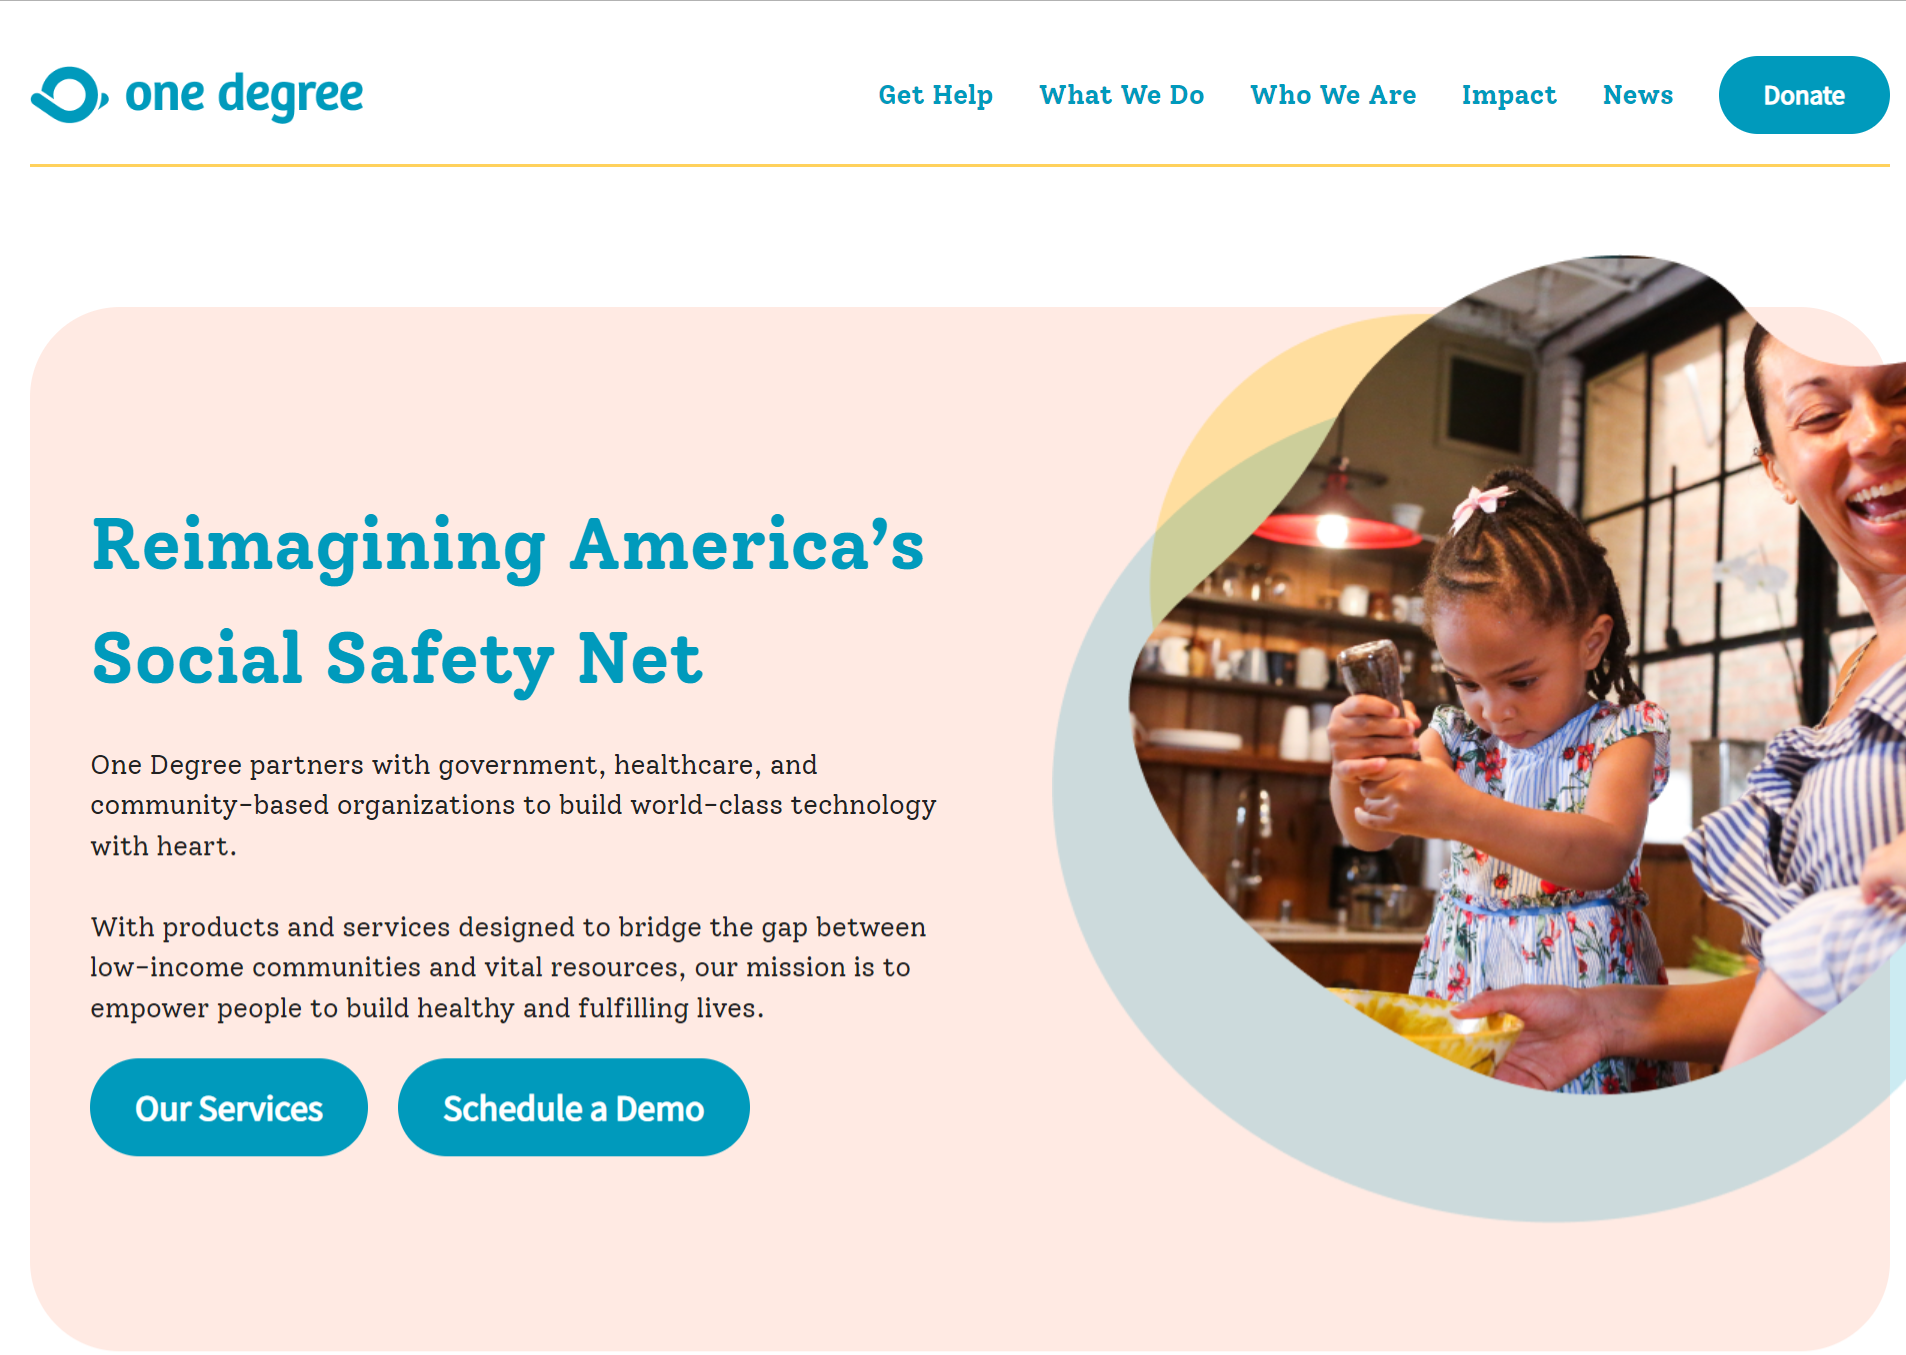 one degree
Get Help What We Do Who We Are Impact News Donate
Reimagining America’s
Social Safety Net
One Degree partners with government, healthcare, and
community-based organizations to build world-class technology
with heart.
With products and services designed to bridge the gap between
low-income communities and vital resources, our mission is to
empower people to build healthy and fulfilling lives.
Our Services Schedule a Demo